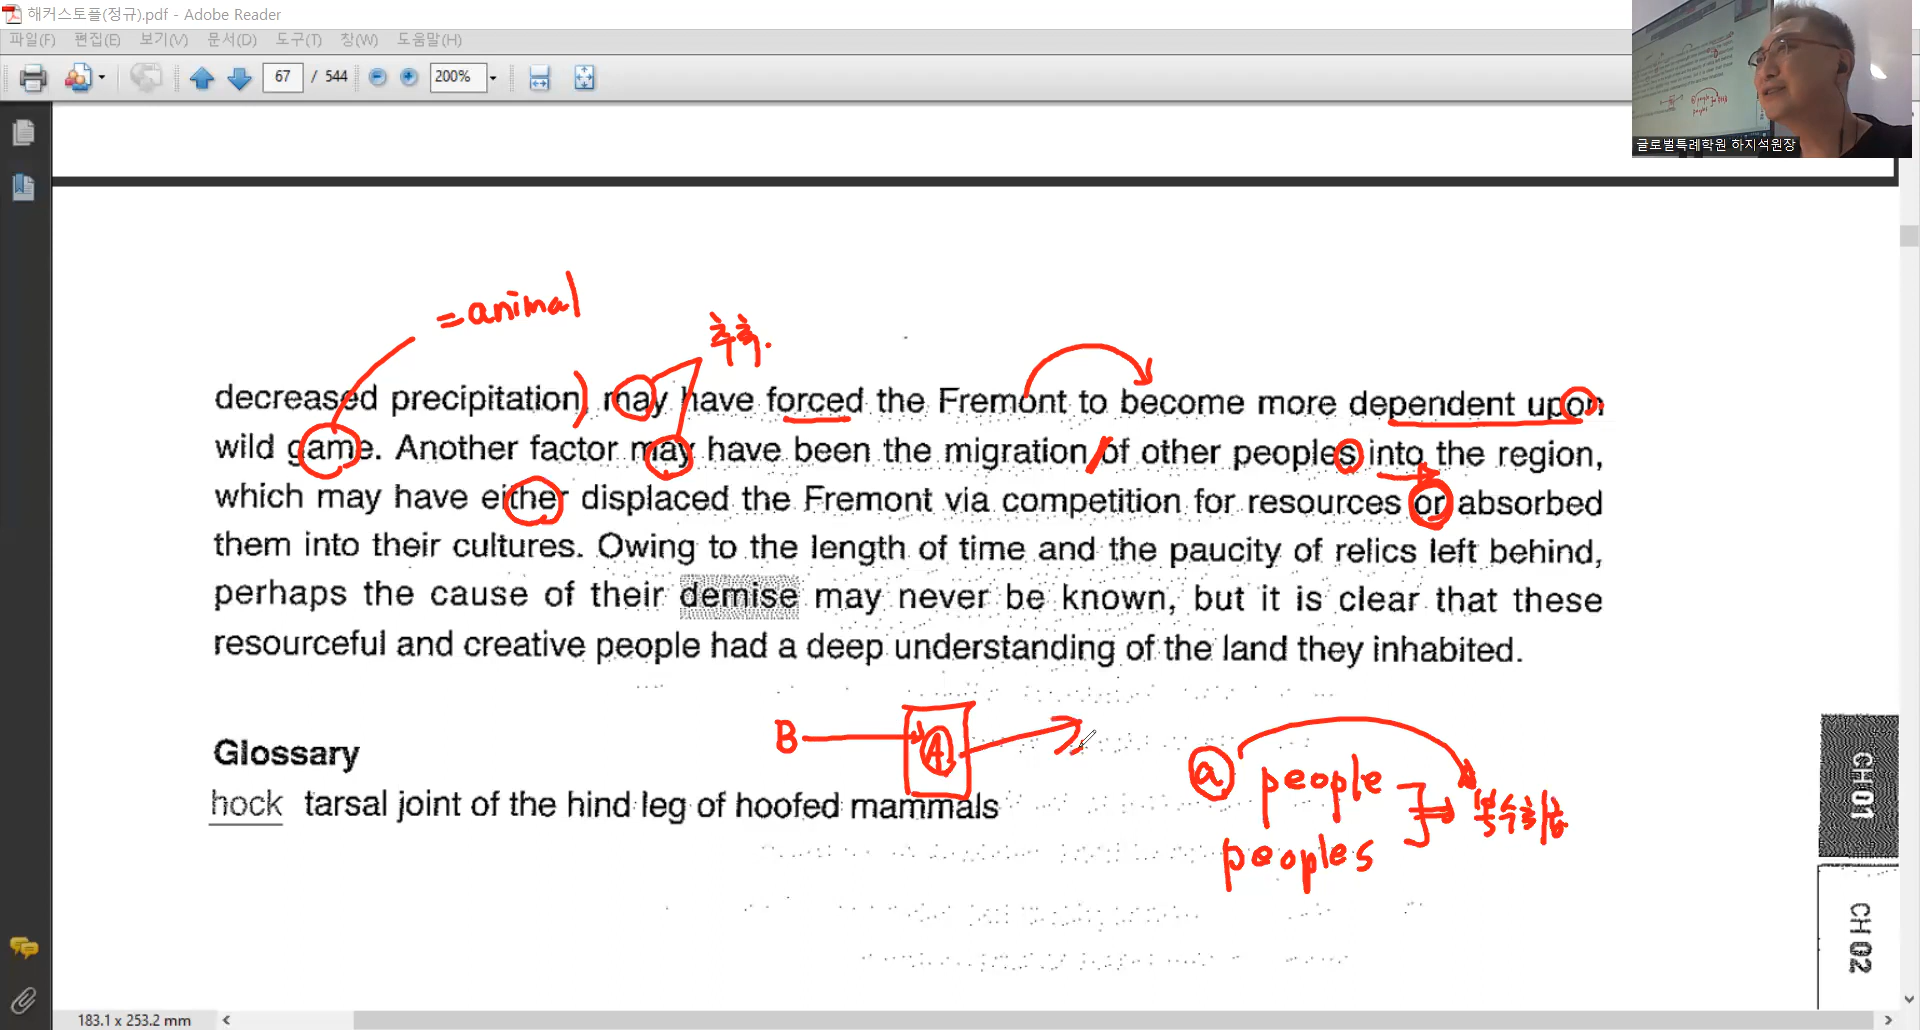 해커스토플(정규).pdf - Adobe Reader
파일(F) 편집(E) 보기(V) 문서(D) 도구(T) 창(W) 도움말(H)
67 / 544 200%
글로벌특례학원 하지석원장
=animal
추측.
decreased precipitation) may have forced the Fremont to become more dependent upon
wild game. Another factor may have been the migration of other peoples into the region,
which may have either displaced the Fremont via competition for resources or absorbed
them into their cultures. Owing to the length of time and the paucity of relics left behind,
perhaps the cause of their demise may never be known, but it is clear that these
resourceful and creative people had a deep understanding of the land they inhabited.
B A
a people
peoples
Glossary
hock tarsal joint of the hind leg of hoofed mammals
CH 01
CH 02
183.1 x 253.2 mm